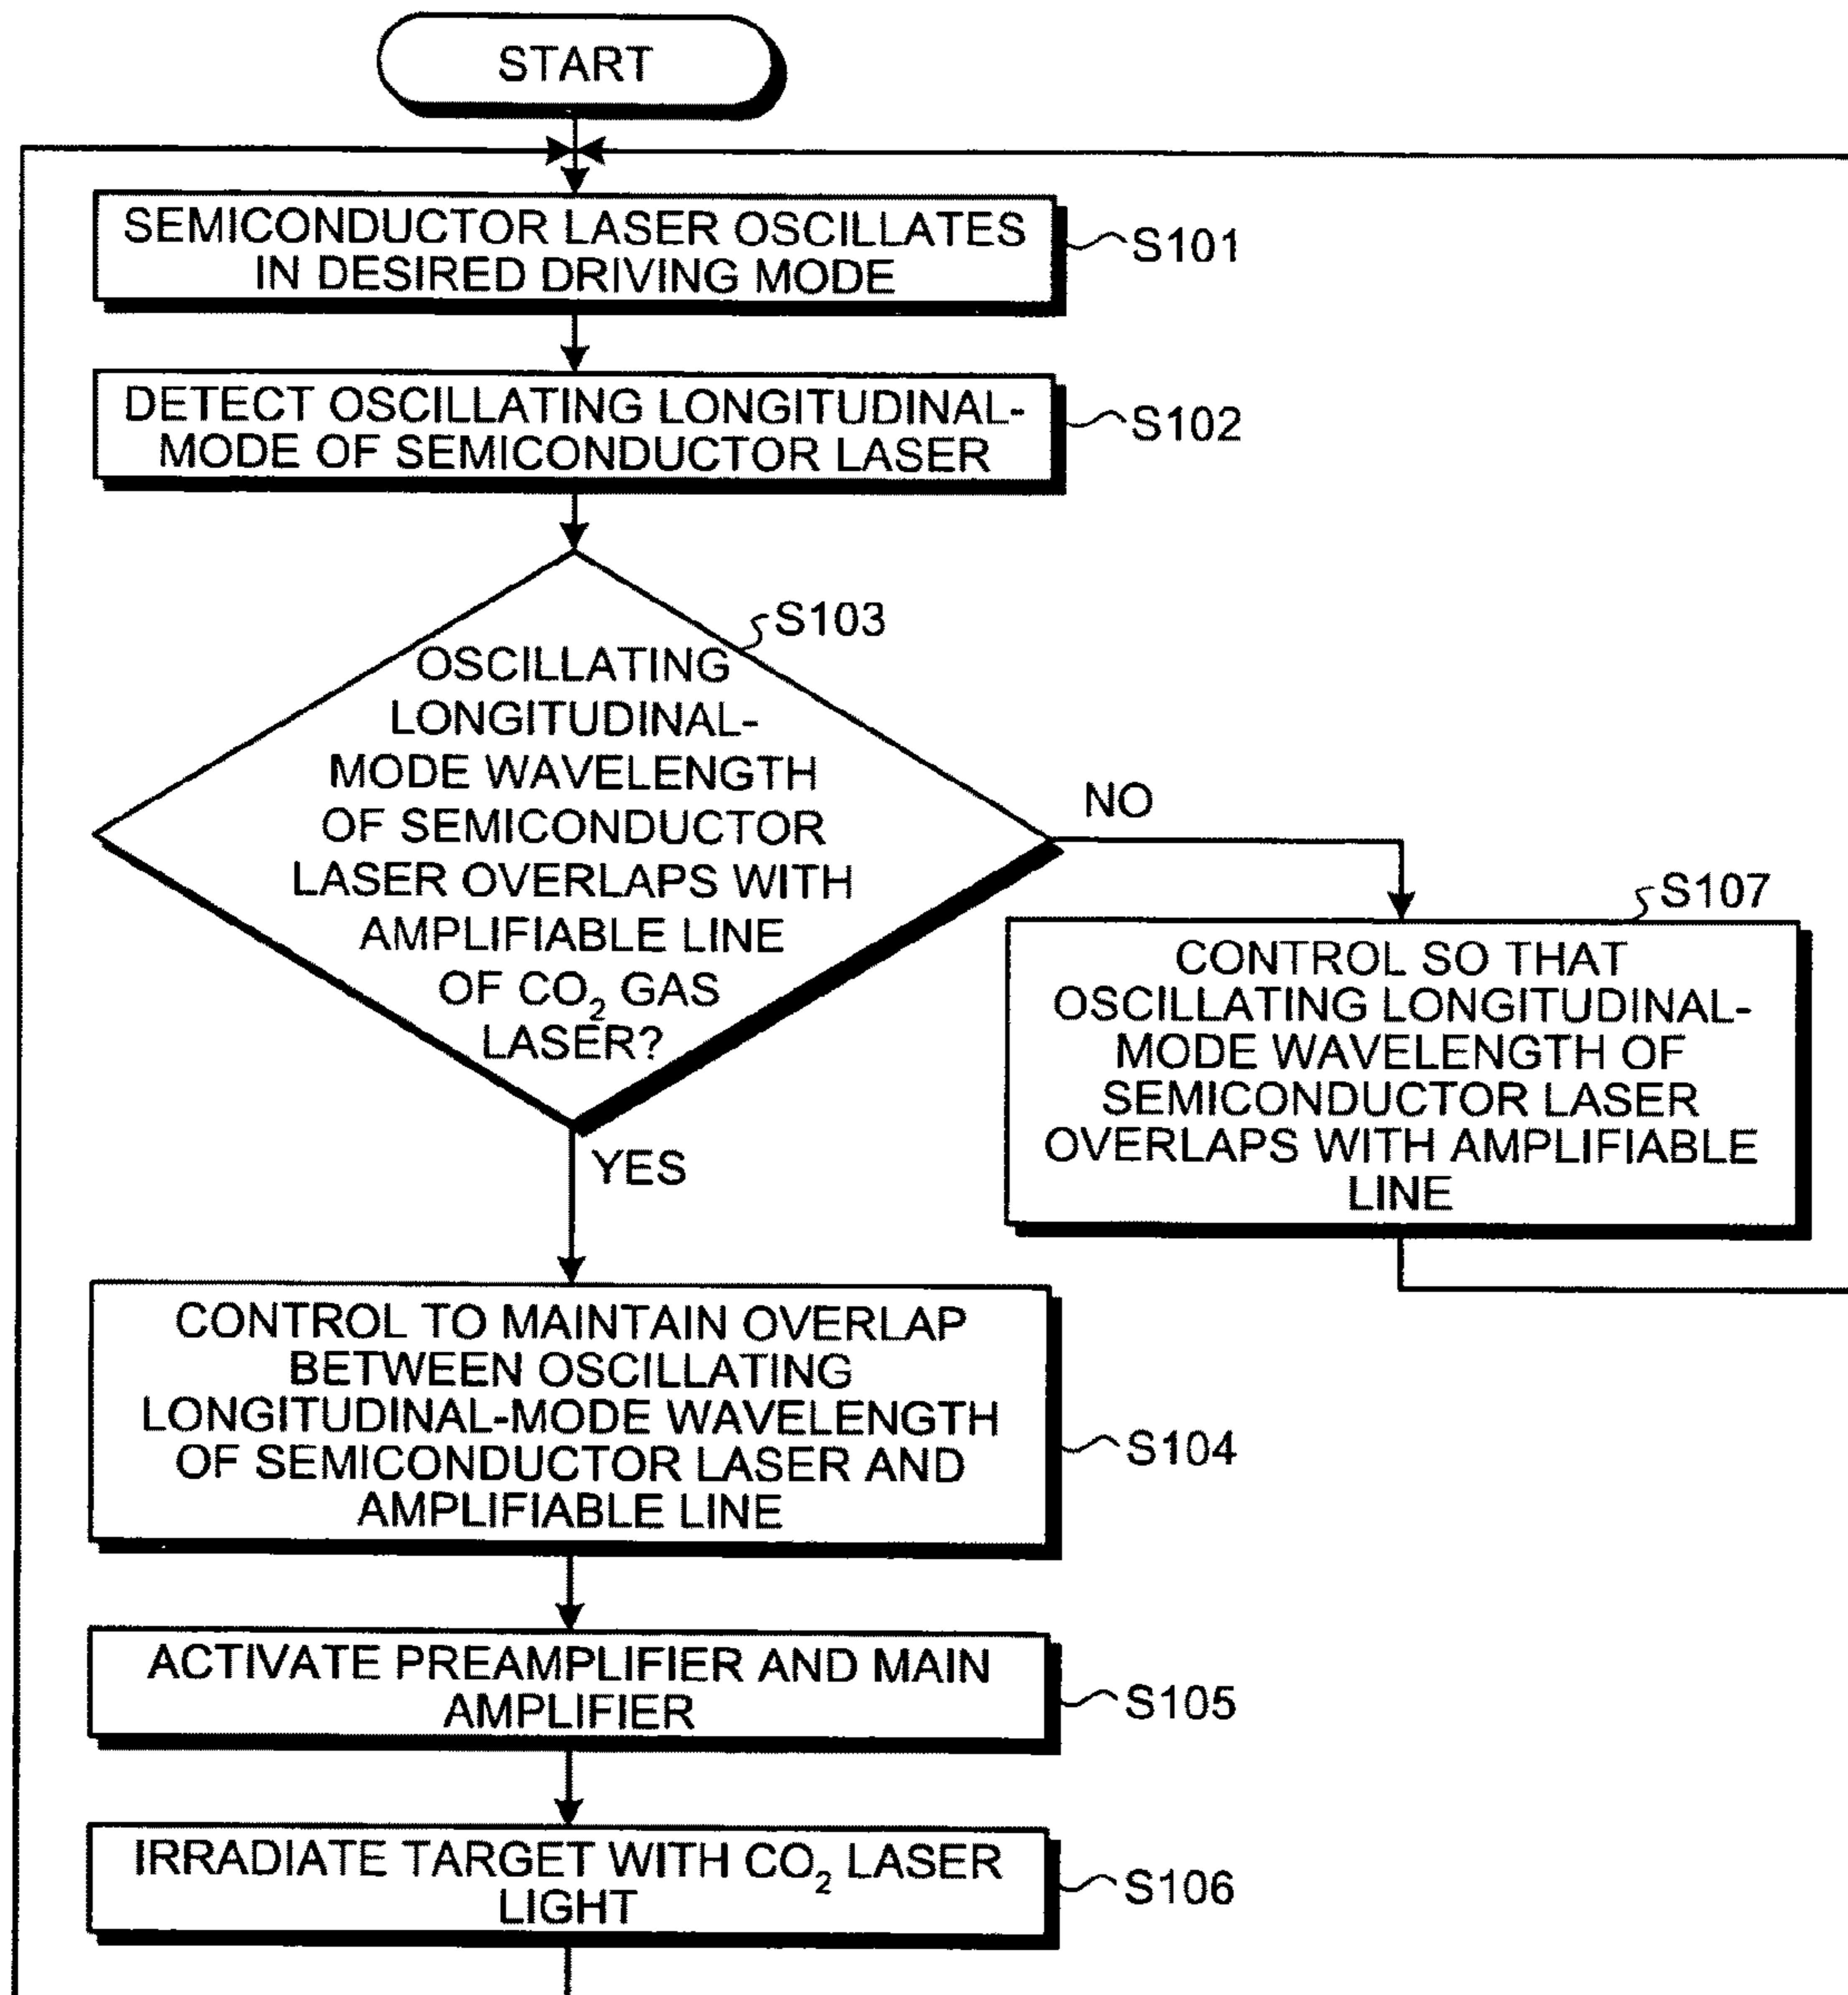 START
SEMICONDUCTOR LASER OSCILLATES
IN DESIRED DRIVING MODE
S101
DETECT OSCILLATING LONGITUDINAL-
MODE OF SEMICONDUCTOR LASER
S102
S103
OSCILLATING
LONGITUDINAL-
MODE WAVELENGTH
OF SEMICONDUCTOR
LASER OVERLAPS WITH
AMPLIFIABLE LINE
OF CO₂ GAS
LASER?
NO
YES
S107
CONTROL SO THAT
OSCILLATING LONGITUDINAL-
MODE WAVELENGTH OF
SEMICONDUCTOR LASER
OVERLAPS WITH AMPLIFIABLE
LINE
CONTROL TO MAINTAIN OVERLAP
BETWEEN OSCILLATING
LONGITUDINAL-MODE WAVELENGTH
OF SEMICONDUCTOR LASER AND
AMPLIFIABLE LINE
S104
ACTIVATE PREAMPLIFIER AND MAIN
AMPLIFIER
S105
IRRADIATE TARGET WITH CO₂ LASER
LIGHT
S106